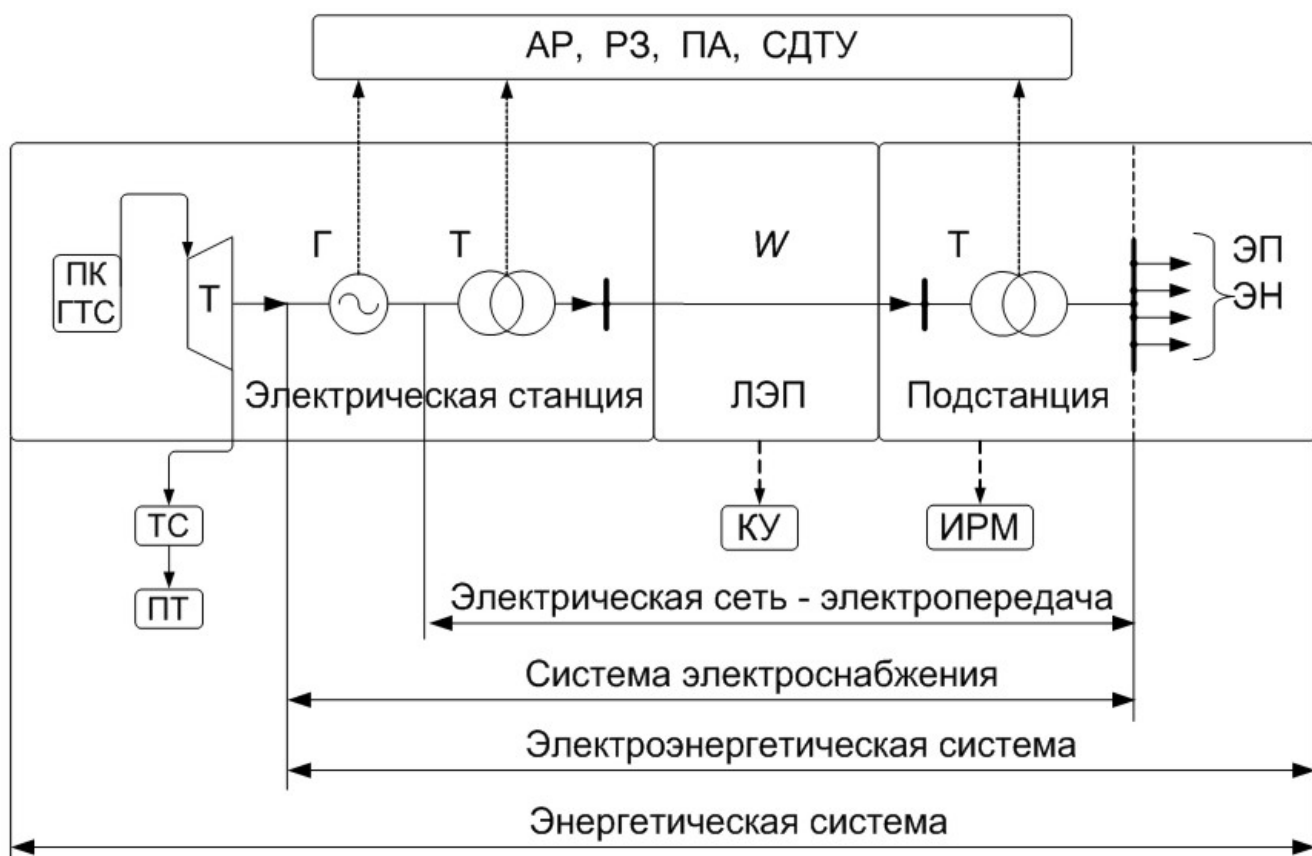 АР, РЗ, ПА, СДТУ
Г
Т
W
Т
ЭП
ЭН
ПК
ГТС
Т
Электрическая станция
ЛЭП
Подстанция
ТС
КУ
ИРМ
ПТ
Электрическая сеть - электропередача
Система электроснабжения
Электроэнергетическая система
Энергетическая система